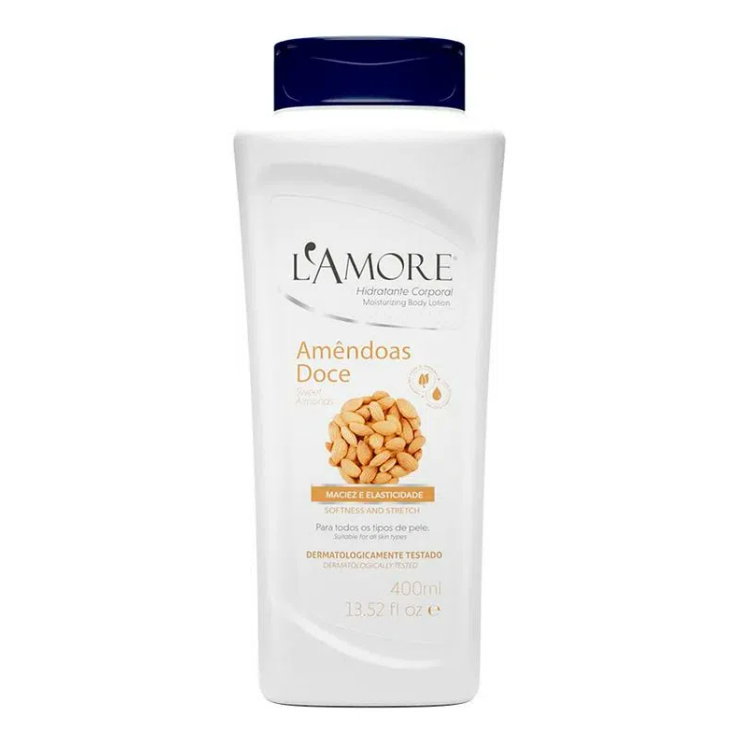 L'AMORE®
Hidratante Corporal
Moisturizing Body Lotion
Amêndoas
Doce
Sweet
Almonds
MACIEZ E ELASTICIDADE
SOFTNESS AND STRETCH
Para todos os tipos de pele.
Suitable for all skin types
DERMATOLOGICAMENTE TESTADO
DERMATOLOGICALLY TESTED
400ml
13.52 fl oz ℮